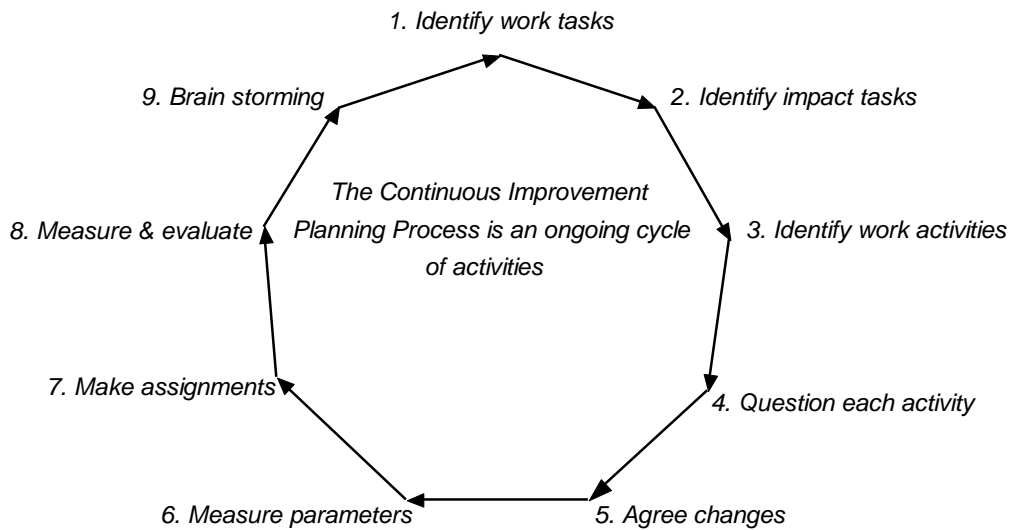 1. Identify work tasks
2. Identify impact tasks
3. Identify work activities
4. Question each activity
5. Agree changes
6. Measure parameters
7. Make assignments
8. Measure & evaluate
9. Brain storming
The Continuous Improvement
Planning Process is an ongoing cycle
of activities